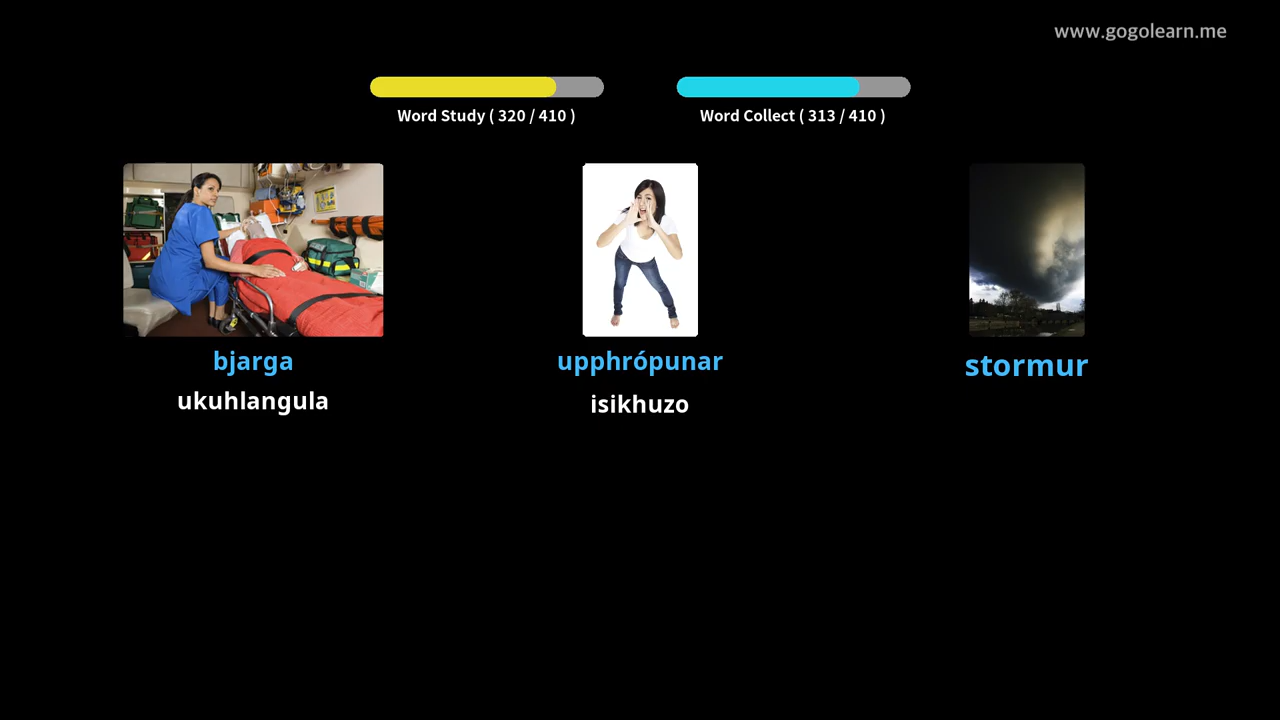 www.gogolearn.me
Word Study ( 320 / 410 )
Word Collect ( 313 / 410 )
bjarga
ukuhlangula
upphrópunar
isikhuzo
stormur